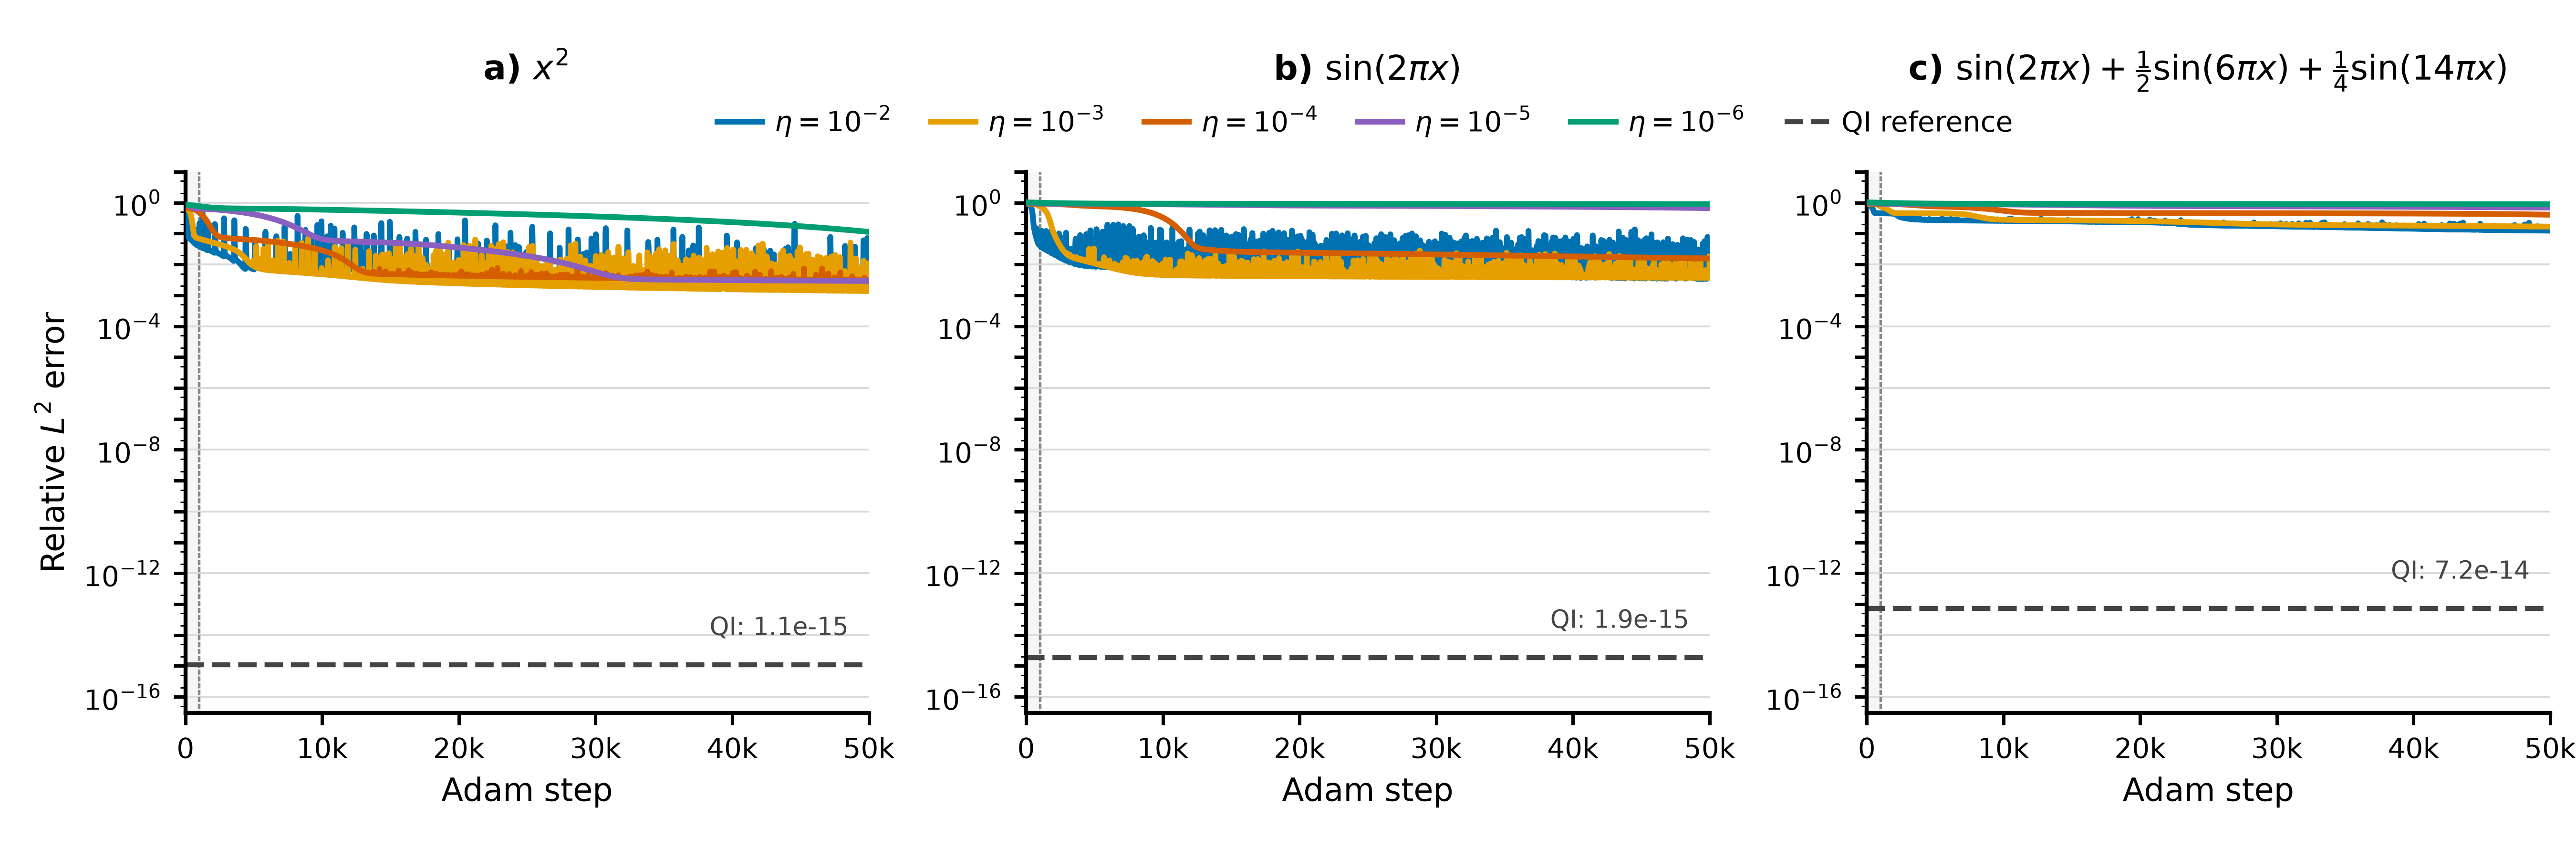 a) x²
b) sin(2πx)
c) sin(2πx) + ½sin(6πx) + ¼sin(14πx)
η = 10⁻² η = 10⁻³ η = 10⁻⁴ η = 10⁻⁵ η = 10⁻⁶ QI reference
Relative L² error
10⁰
10⁻⁴
10⁻⁸
10⁻¹²
10⁻¹⁶
QI: 1.1e-15
0 10k 20k 30k 40k 50k
Adam step
10⁰
10⁻⁴
10⁻⁸
10⁻¹²
10⁻¹⁶
QI: 1.9e-15
0 10k 20k 30k 40k 50k
Adam step
10⁰
10⁻⁴
10⁻⁸
10⁻¹²
10⁻¹⁶
QI: 7.2e-14
0 10k 20k 30k 40k 50k
Adam step